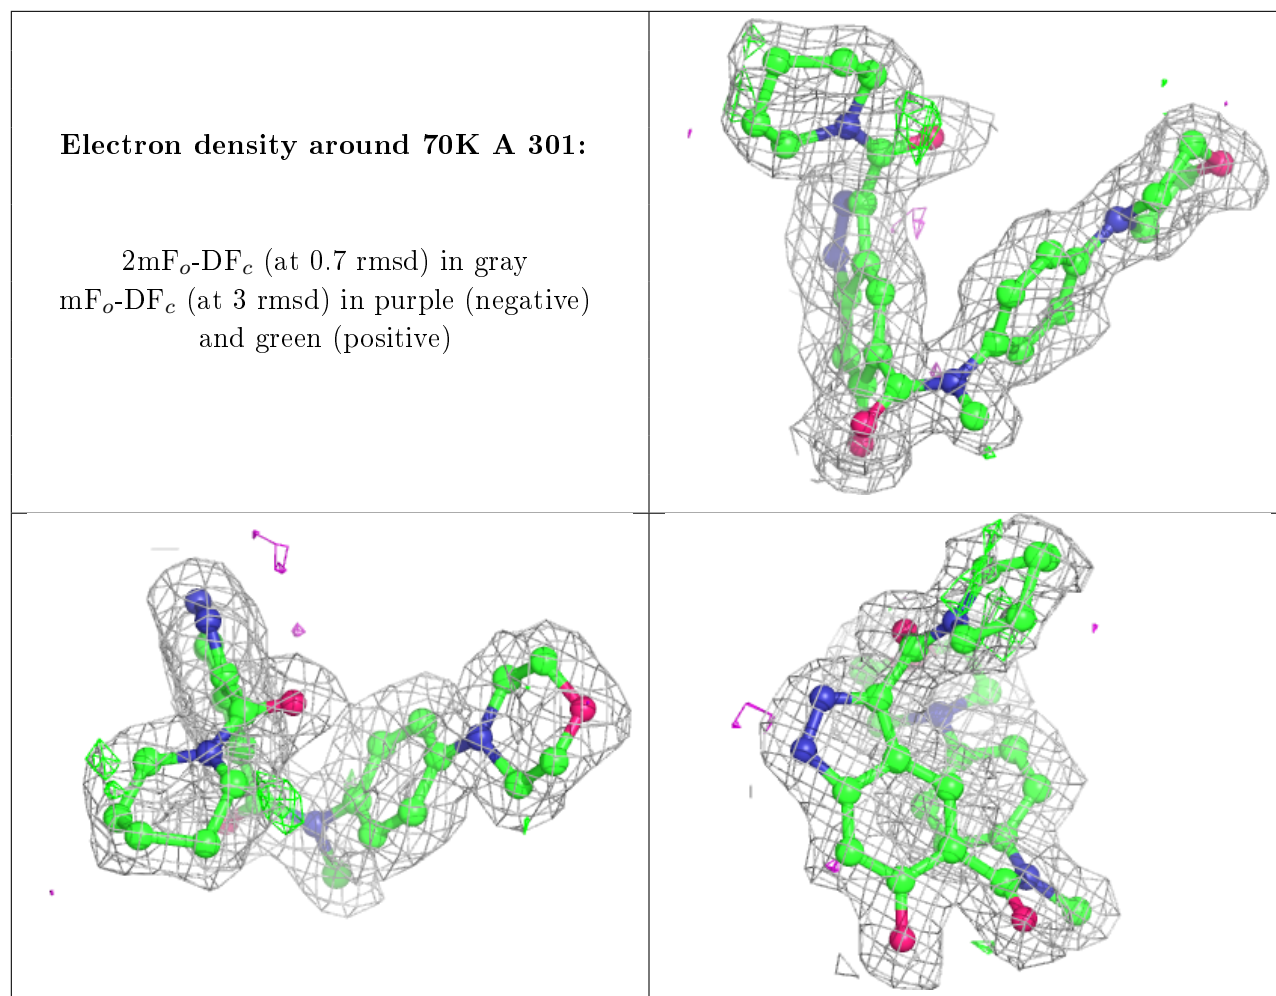 Electron density around 70K A 301:
2mFo-DFc (at 0.7 rmsd) in gray
mFo-DFc (at 3 rmsd) in purple (negative)
and green (positive)